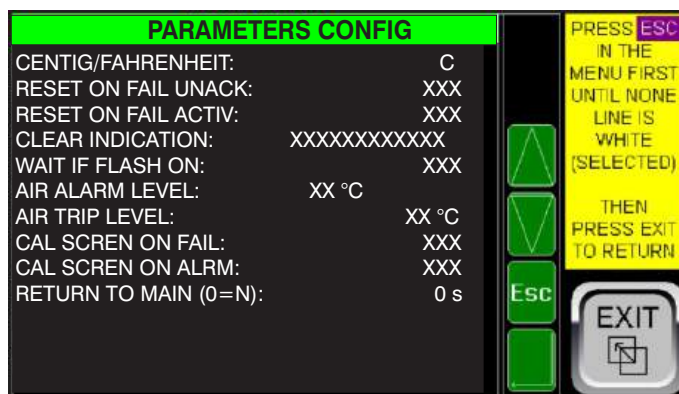 PARAMETERS CONFIG
CENTIG/FAHRENHEIT: C
RESET ON FAIL UNACK: XXX
RESET ON FAIL ACTIV: XXX
CLEAR INDICATION: XXXXXXXXXXXX
WAIT IF FLASH ON: XXX
AIR ALARM LEVEL: XX °C
AIR TRIP LEVEL: XX °C
CAL SCREN ON FAIL: XXX
CAL SCREN ON ALRM: XXX
RETURN TO MAIN (0=N): 0 s
Esc
PRESS ESC
IN THE
MENU FIRST
UNTIL NONE
LINE IS
WHITE
(SELECTED)
THEN
PRESS EXIT
TO RETURN
EXIT